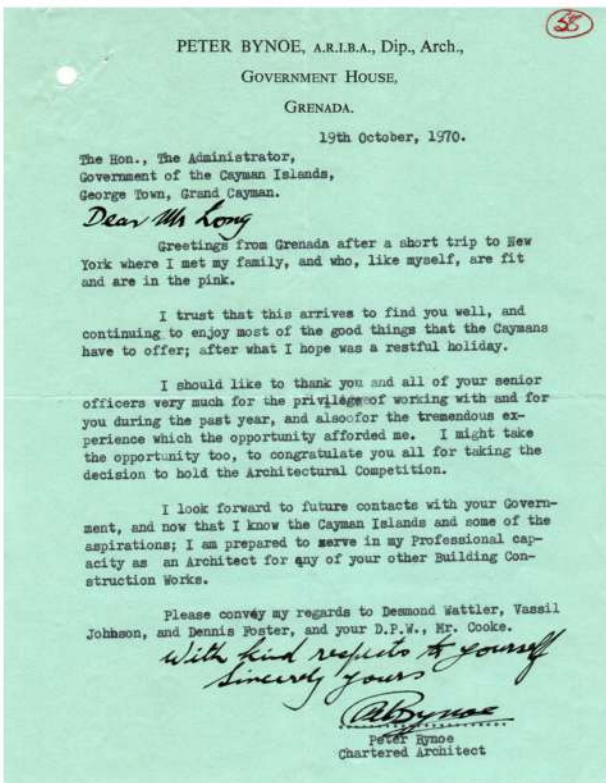 58
PETER BYNOE, A.R.I.B.A., Dip., Arch.,
GOVERNMENT HOUSE,
GRENADA.
19th October, 1970.
The Hon., The Administrator,
Government of the Cayman Islands,
George Town, Grand Cayman.
Dear Mr Long
Greetings from Grenada after a short trip to New
York where I met my family, and who, like myself, are fit
and are in the pink.
I trust that this arrives to find you well, and
continuing to enjoy most of the good things that the Caymans
have to offer; after what I hope was a restful holiday.
I should like to thank you and all of your senior
officers very much for the privilegeof working with and for
you during the past year, and alsoofor the tremendous ex-
perience which the opportunity afforded me. I might take
the opportunity too, to congratulate you all for taking the
decision to hold the Architectural Competition.
I look forward to future contacts with your Govern-
ment, and now that I know the Cayman Islands and some of the
aspirations; I am prepared to serve in my Professional cap-
acity as an Architect for any of your other Building Con-
struction Works.
Please convey my regards to Desmond Wattler, Vassil
Johnson, and Dennis Foster, and your D.P.W., Mr. Cooke.
With kind respects to yourself
Sincerely yours
Bynoe
Peter Bynoe
Chartered Architect